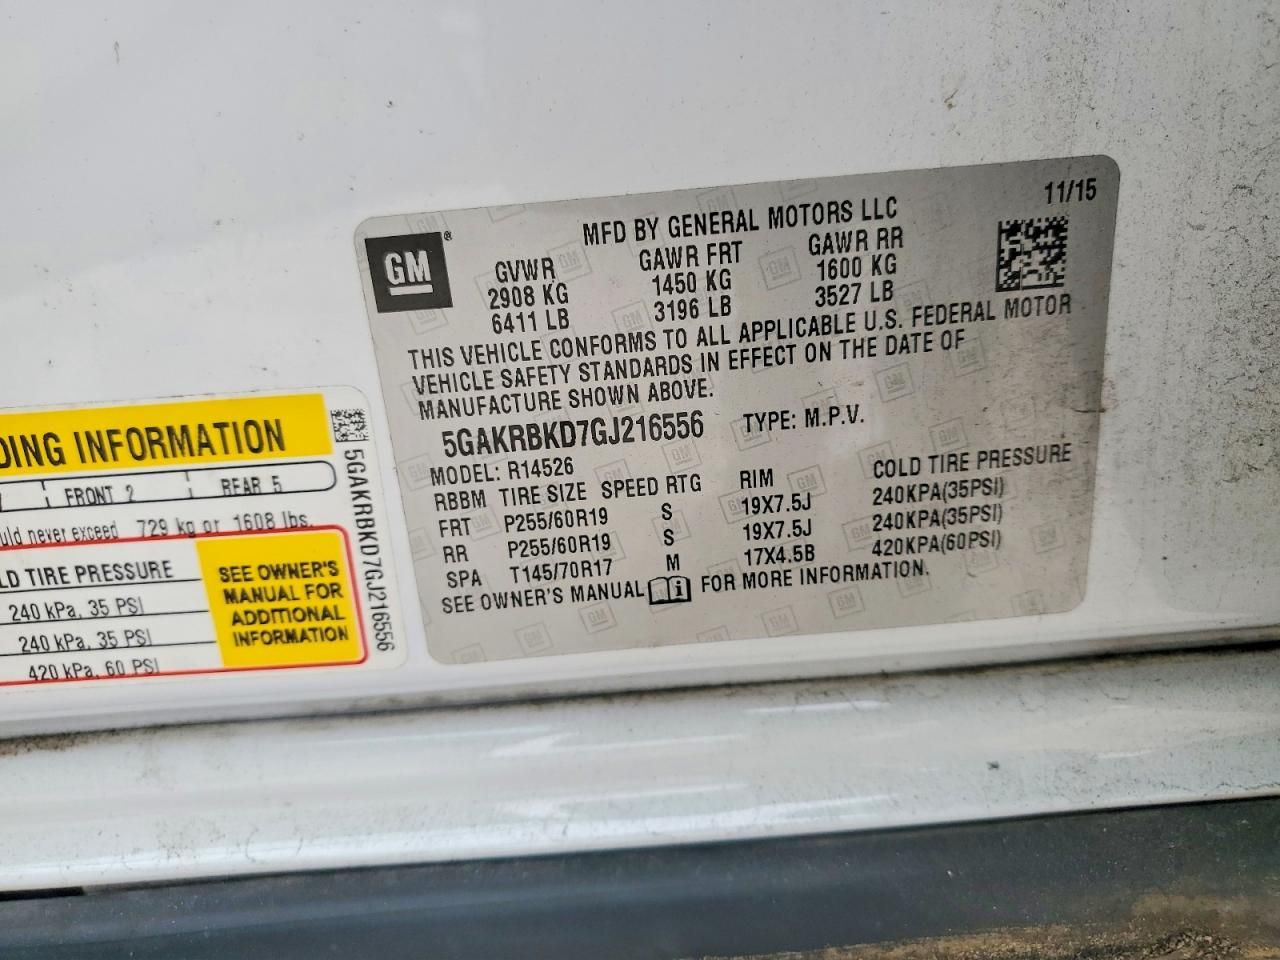 11/15
GM®
MFD BY GENERAL MOTORS LLC
GVWR GAWR FRT GAWR RR
2908 KG 1450 KG 1600 KG
6411 LB 3196 LB 3527 LB
THIS VEHICLE CONFORMS TO ALL APPLICABLE U.S. FEDERAL MOTOR
VEHICLE SAFETY STANDARDS IN EFFECT ON THE DATE OF
MANUFACTURE SHOWN ABOVE.
5GAKRBKD7GJ216556 TYPE: M.P.V.
MODEL: R14526
RBBM TIRE SIZE SPEED RTG RIM COLD TIRE PRESSURE
FRT P255/60R19 S 19X7.5J 240KPA(35PSI)
RR P255/60R19 S 19X7.5J 240KPA(35PSI)
SPA T145/70R17 M 17X4.5B 420KPA(60PSI)
SEE OWNER'S MANUAL FOR MORE INFORMATION.
DING INFORMATION
FRONT 2 REAR 5
uld never exceed 729 kg or 1608 lbs.
LD TIRE PRESSURE
240 kPa, 35 PSI
240 kPa, 35 PSI
420 kPa, 60 PSI
SEE OWNER'S
MANUAL FOR
ADDITIONAL
INFORMATION
5GAKRBKD7GJ216556